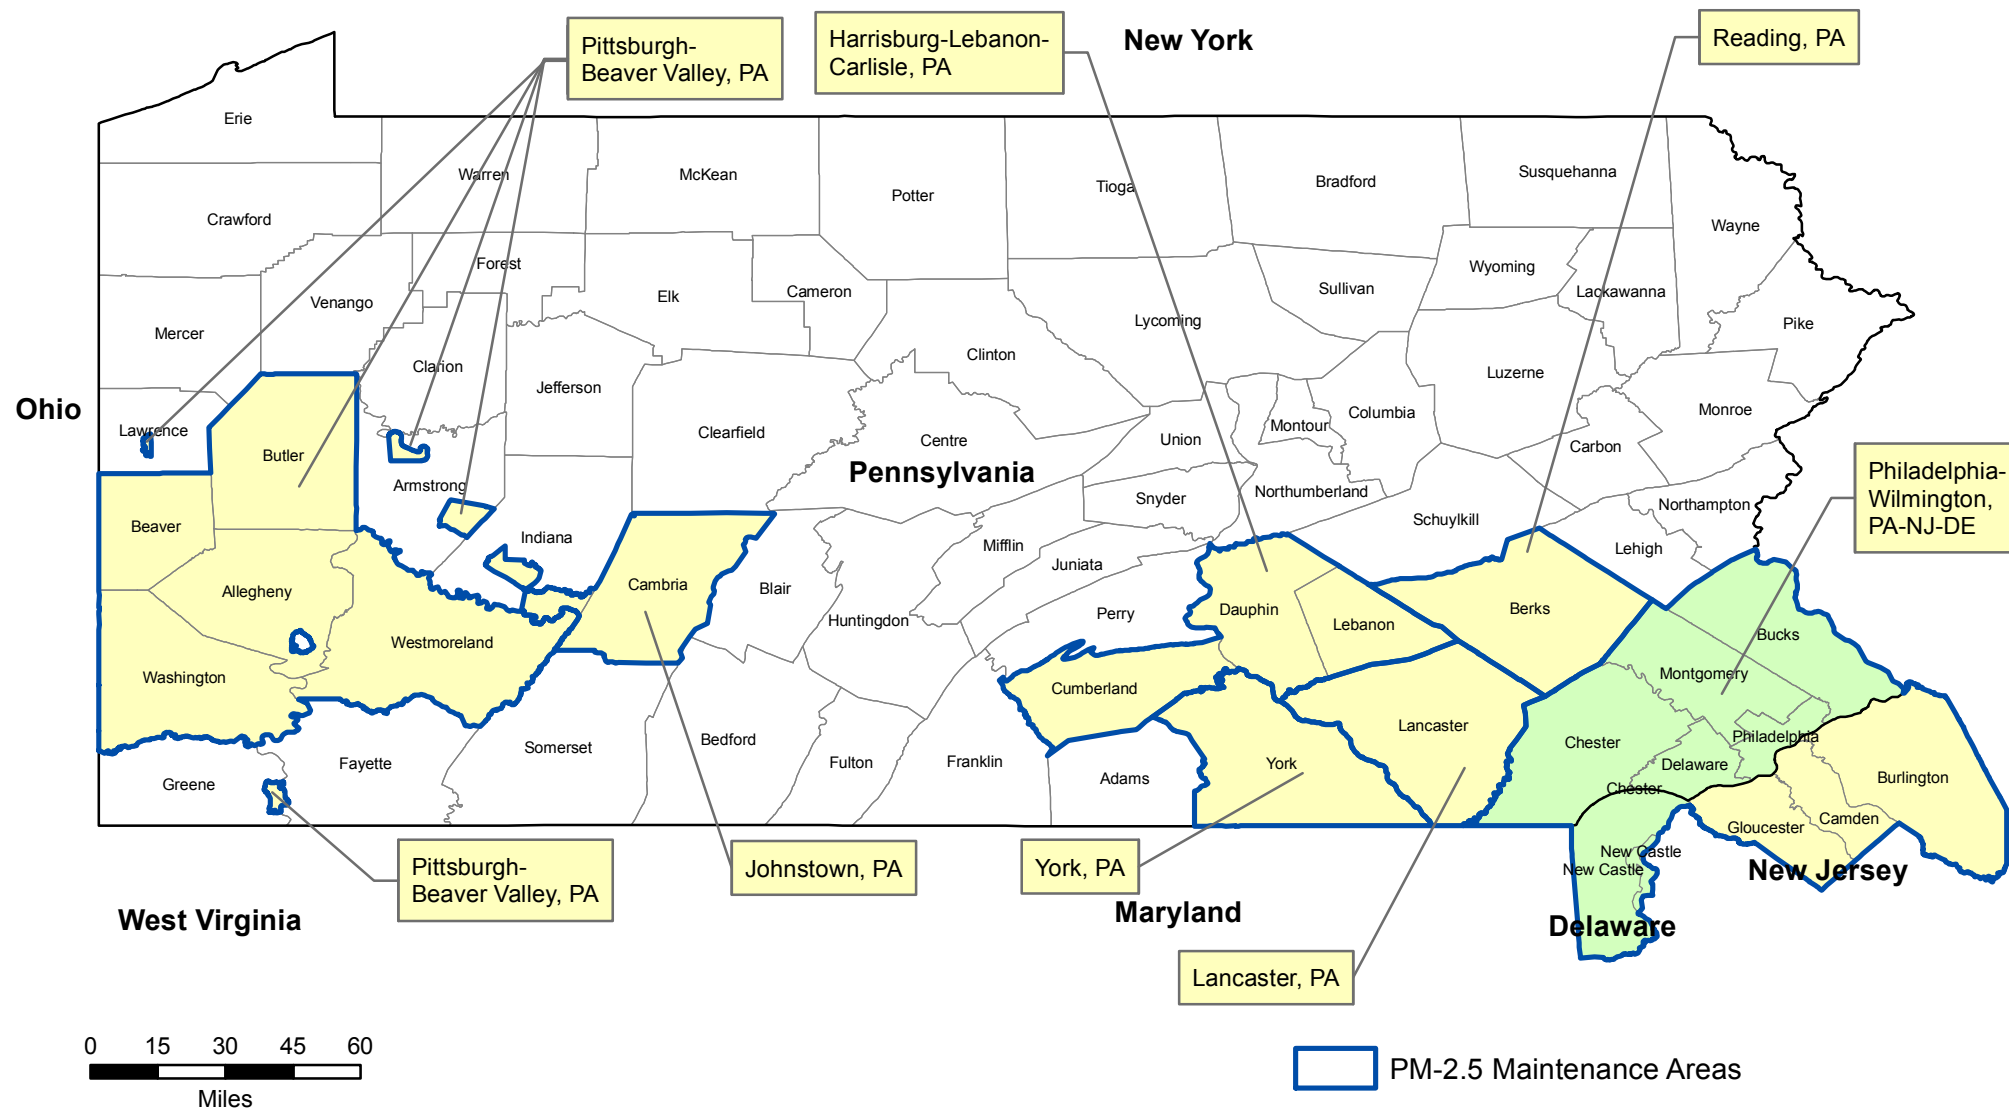 Pittsburgh-
Beaver Valley, PA
Harrisburg-Lebanon-
Carlisle, PA
New York
Reading, PA
Erie
Warren
McKean
Potter
Tioga
Bradford
Susquehanna
Crawford
Wayne
Forest
Venango
Elk
Cameron
Sullivan
Wyoming
Lackawanna
Mercer
Lycoming
Pike
Clarion
Jefferson
Clinton
Luzerne
Ohio
Lawrence
Butler
Clearfield
Centre
Union
Montour
Columbia
Monroe
Carbon
Pennsylvania
Philadelphia-
Wilmington,
PA-NJ-DE
Armstrong
Snyder
Northumberland
Northampton
Beaver
Indiana
Mifflin
Schuylkill
Lehigh
Juniata
Allegheny
Cambria
Blair
Huntingdon
Perry
Dauphin
Lebanon
Berks
Westmoreland
Bucks
Washington
Cumberland
Montgomery
Lancaster
Chester
Philadelphia
Somerset
Bedford
Fulton
Franklin
Adams
York
Delaware
Burlington
Greene
Fayette
Chester
Gloucester
Camden
New Castle
New Castle
New Jersey
Pittsburgh-
Beaver Valley, PA
Johnstown, PA
York, PA
West Virginia
Maryland
Delaware
Lancaster, PA
0 15 30 45 60
Miles
PM-2.5 Maintenance Areas